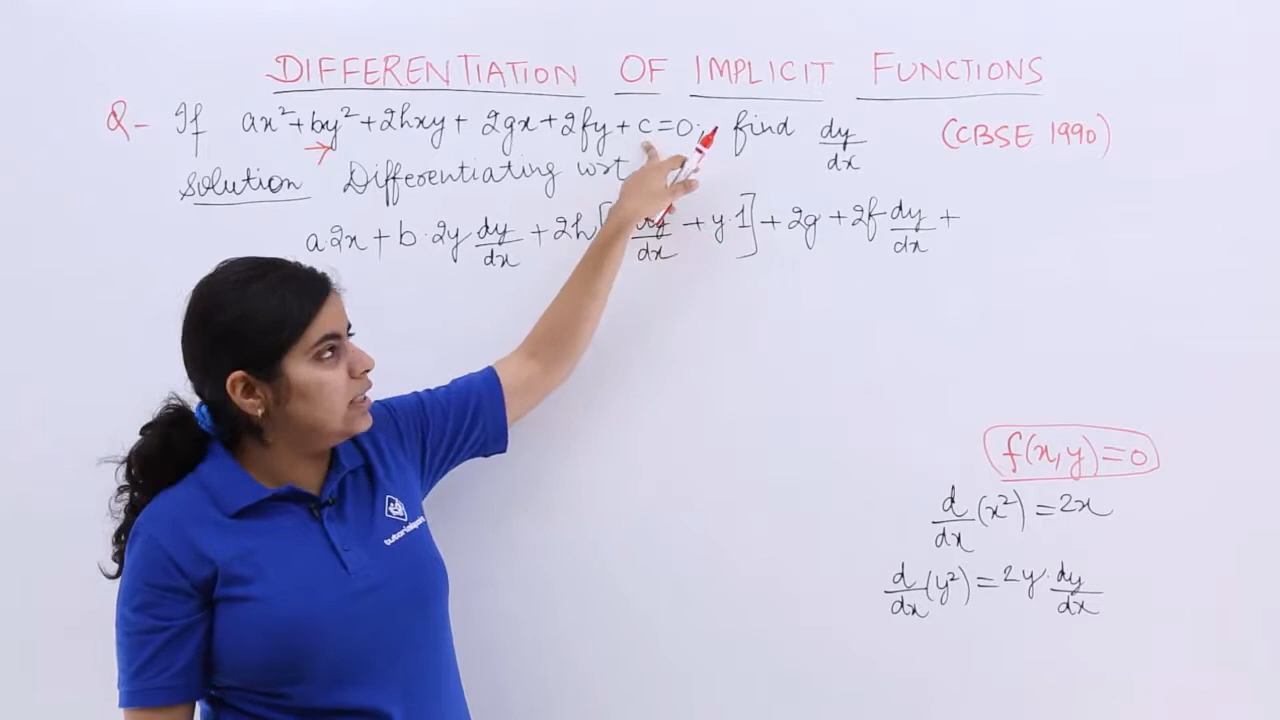 DIFFERENTIATION OF IMPLICIT FUNCTIONS
Q- If ax²+by²+2hxy+2gx+2fy+c=0; find dy/dx (CBSE 1990)
Solution Differentiating wrt
a·2x+b·2y dy/dx+2h[ dy/dx+y·1]+2g+2f dy/dx+
f(x,y)=0
d/dx(x²)=2x
d/dx(y²)=2y·dy/dx